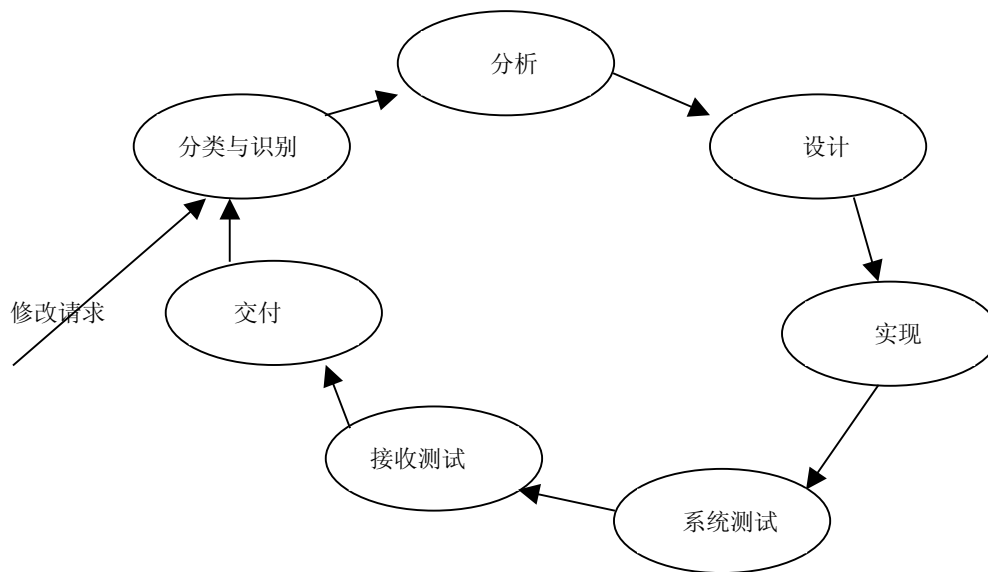 分析
分类与识别
设计
修改请求
交付
实现
接收测试
系统测试